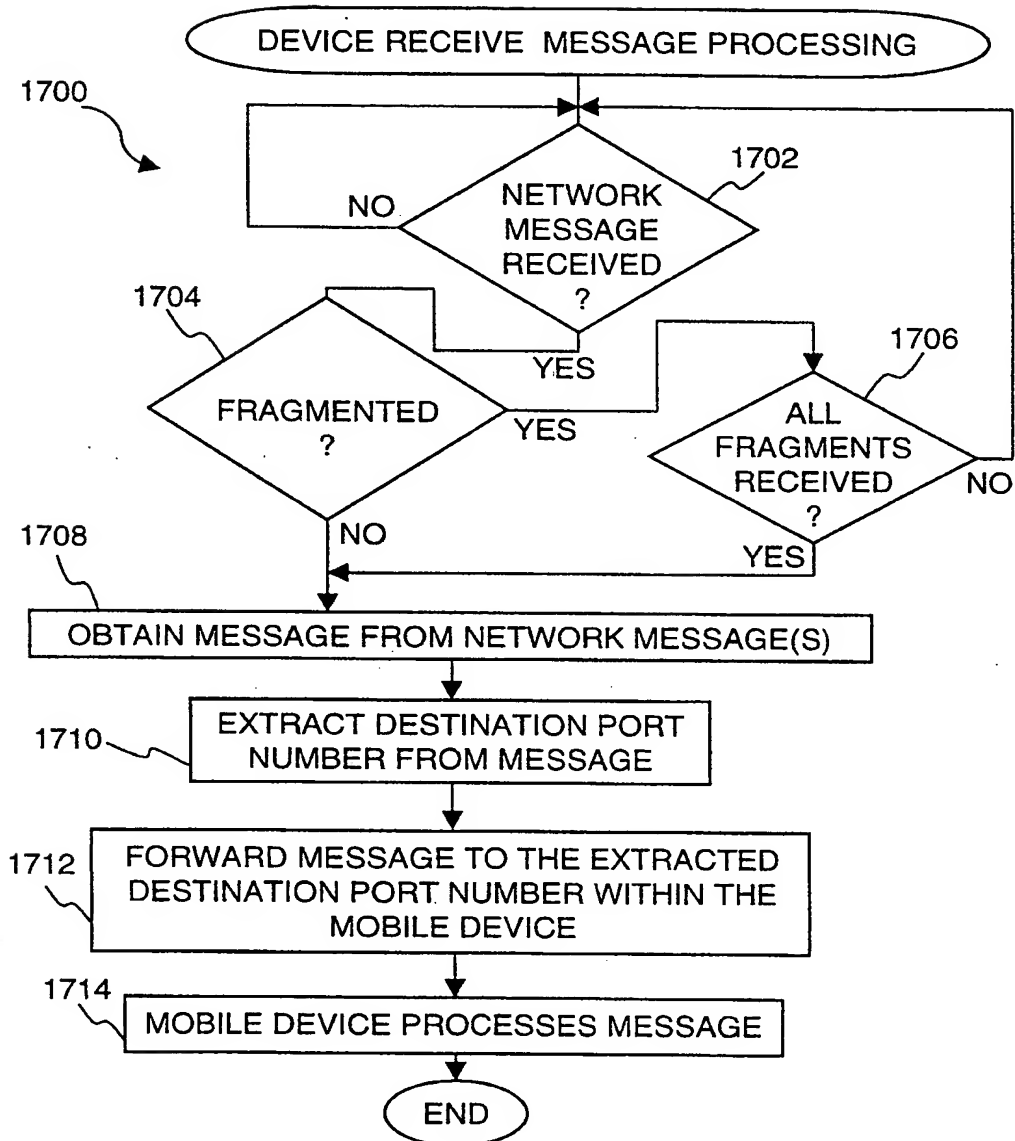 DEVICE RECEIVE MESSAGE PROCESSING
1700
1702
NETWORK
MESSAGE
RECEIVED
?
NO
YES
1704
FRAGMENTED
?
YES
NO
1706
ALL
FRAGMENTS
RECEIVED
?
NO
YES
1708
OBTAIN MESSAGE FROM NETWORK MESSAGE(S)
1710
EXTRACT DESTINATION PORT
NUMBER FROM MESSAGE
1712
FORWARD MESSAGE TO THE EXTRACTED
DESTINATION PORT NUMBER WITHIN THE
MOBILE DEVICE
1714
MOBILE DEVICE PROCESSES MESSAGE
END